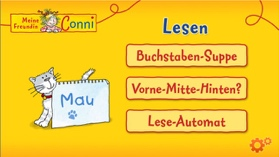 Meine
Freundin
Conni
Lesen
Mau
Buchstaben-Suppe
Vorne-Mitte-Hinten?
Lese-Automat